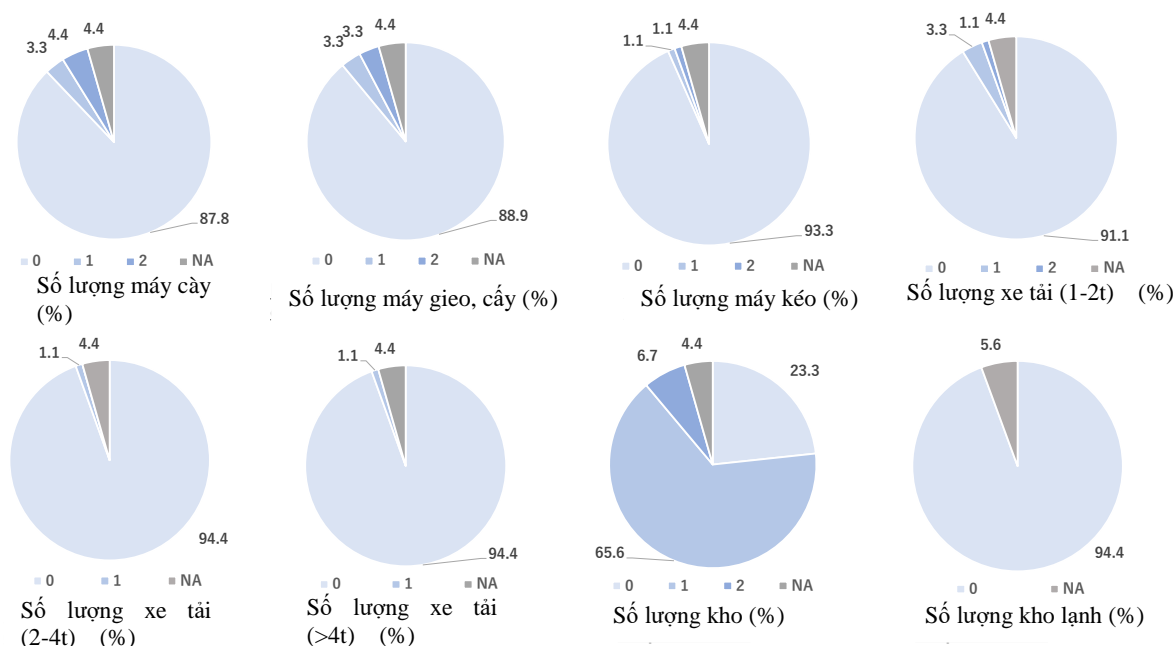 3.3 4.4 4.4
87.8
0 1 2 NA
Số lượng máy cày
(%)
3.3 3.3 4.4
88.9
0 1 2 NA
Số lượng máy gieo, cấy (%)
1.1 1.1 4.4
93.3
0 1 2 NA
Số lượng máy kéo (%)
3.3 1.1 4.4
91.1
0 1 2 NA
Số lượng xe tải (1-2t) (%)
1.1 4.4
94.4
0 1 NA
Số lượng xe tải
(2-4t) (%)
1.1 4.4
94.4
0 1 NA
Số lượng xe tải
(>4t) (%)
6.7 4.4
23.3
65.6
0 1 2 NA
Số lượng kho (%)
5.6
94.4
0 NA
Số lượng kho lạnh (%)